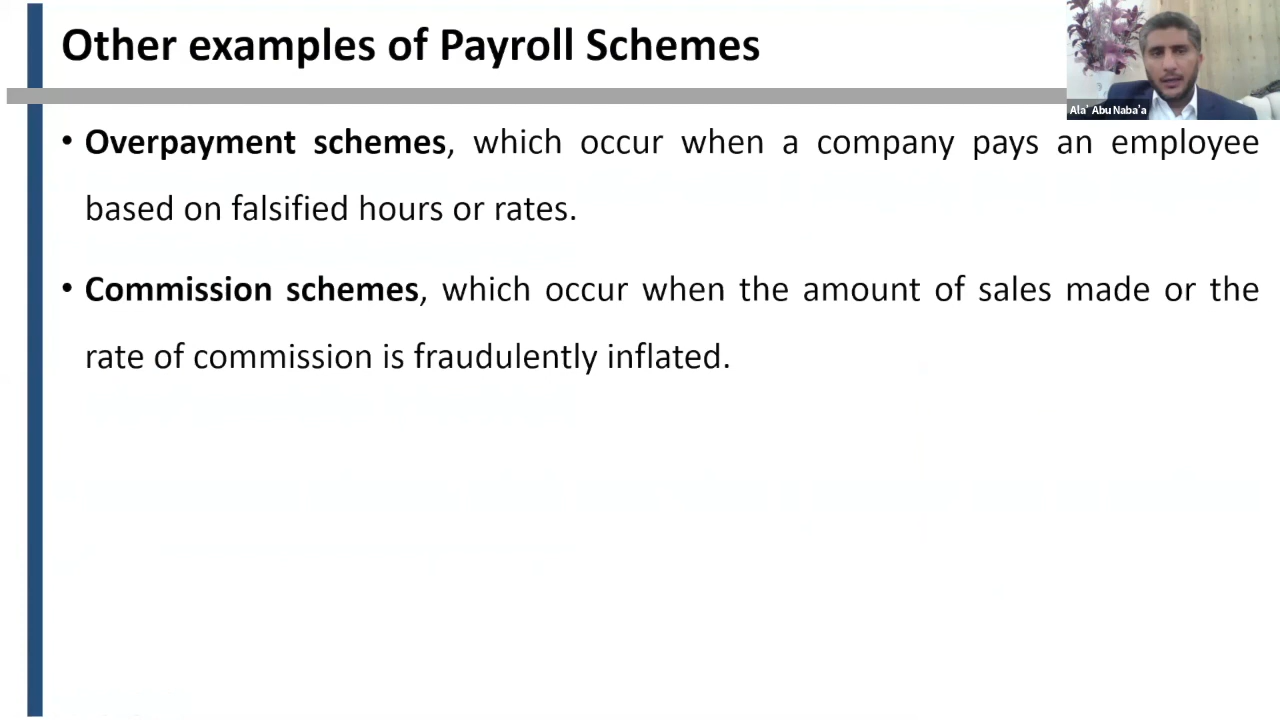 Other examples of Payroll Schemes
Ala' Abu Naba'a
• Overpayment schemes, which occur when a company pays an employee
based on falsified hours or rates.
• Commission schemes, which occur when the amount of sales made or the
rate of commission is fraudulently inflated.